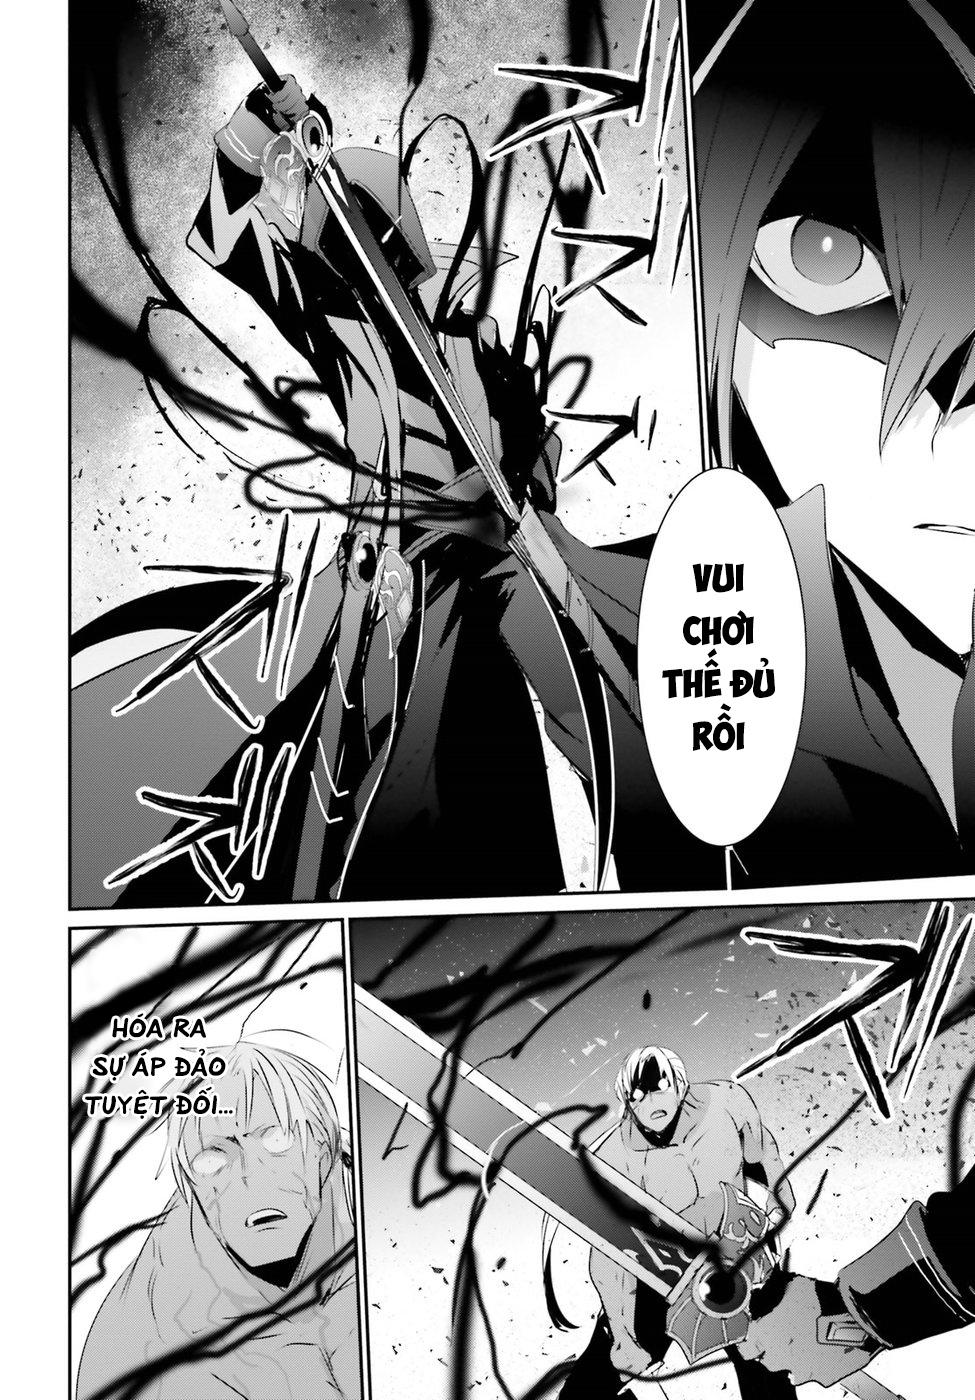 VUI
CHƠI
THẾ ĐỦ
RỒI
HÓA RA
SỰ ÁP ĐẢO
TUYỆT ĐỐI...